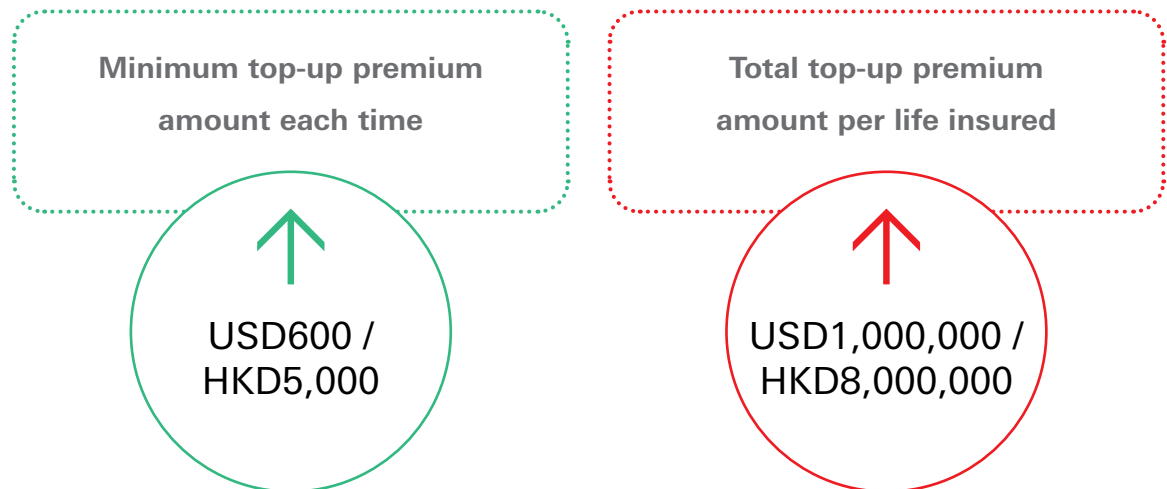 Minimum top-up premium
amount each time
USD600 /
HKD5,000
Total top-up premium
amount per life insured
USD1,000,000 /
HKD8,000,000